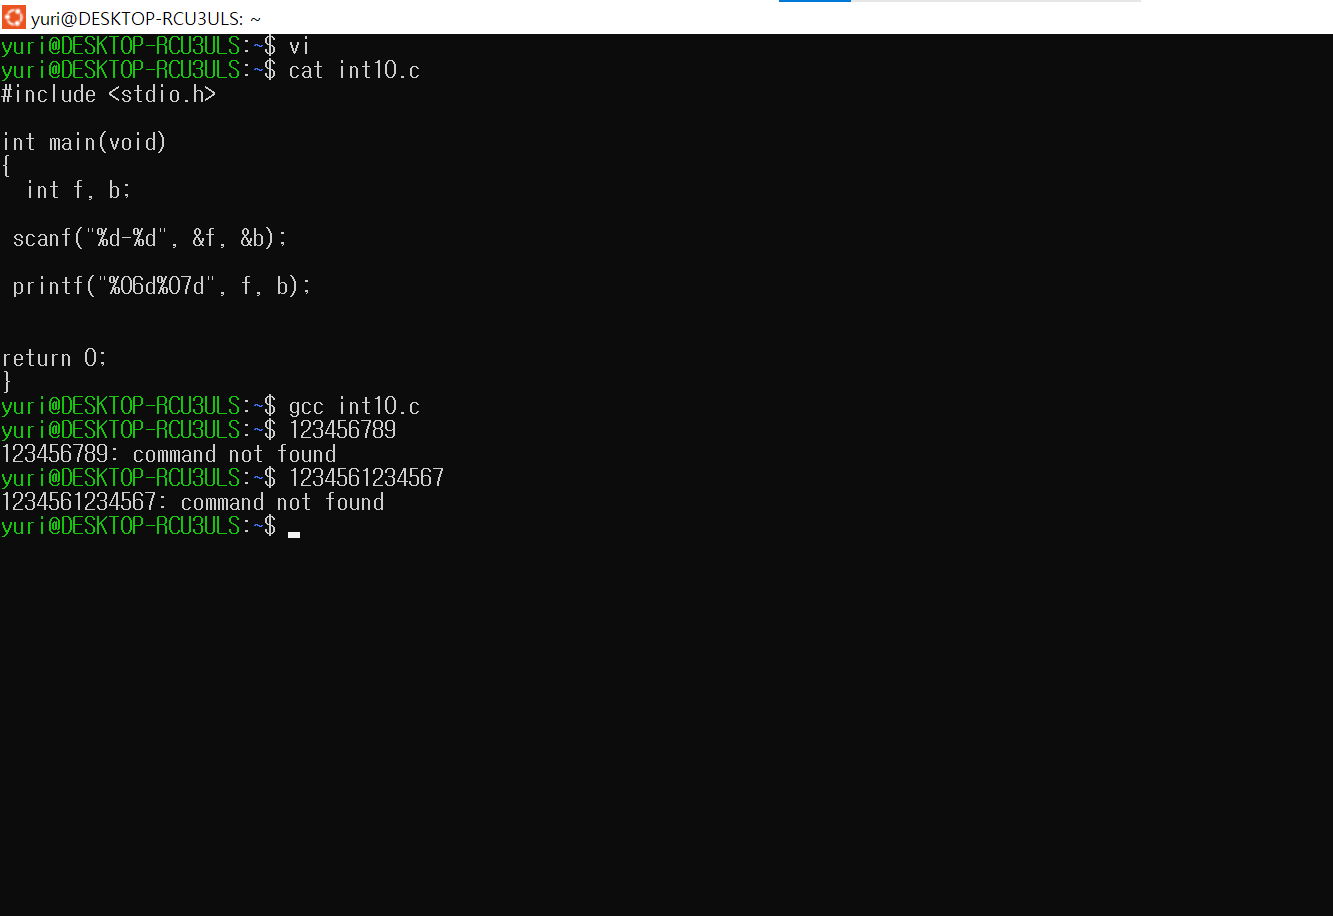 yuri@DESKTOP-RCU3ULS: ~
yuri@DESKTOP-RCU3ULS:~$ vi
yuri@DESKTOP-RCU3ULS:~$ cat int10.c
#include <stdio.h>
int main(void)
{
int f, b;
scanf("%d-%d", &f, &b);
printf("%06d%07d", f, b);
return 0;
}
yuri@DESKTOP-RCU3ULS:~$ gcc int10.c
yuri@DESKTOP-RCU3ULS:~$ 123456789
123456789: command not found
yuri@DESKTOP-RCU3ULS:~$ 1234561234567
1234561234567: command not found
yuri@DESKTOP-RCU3ULS:~$